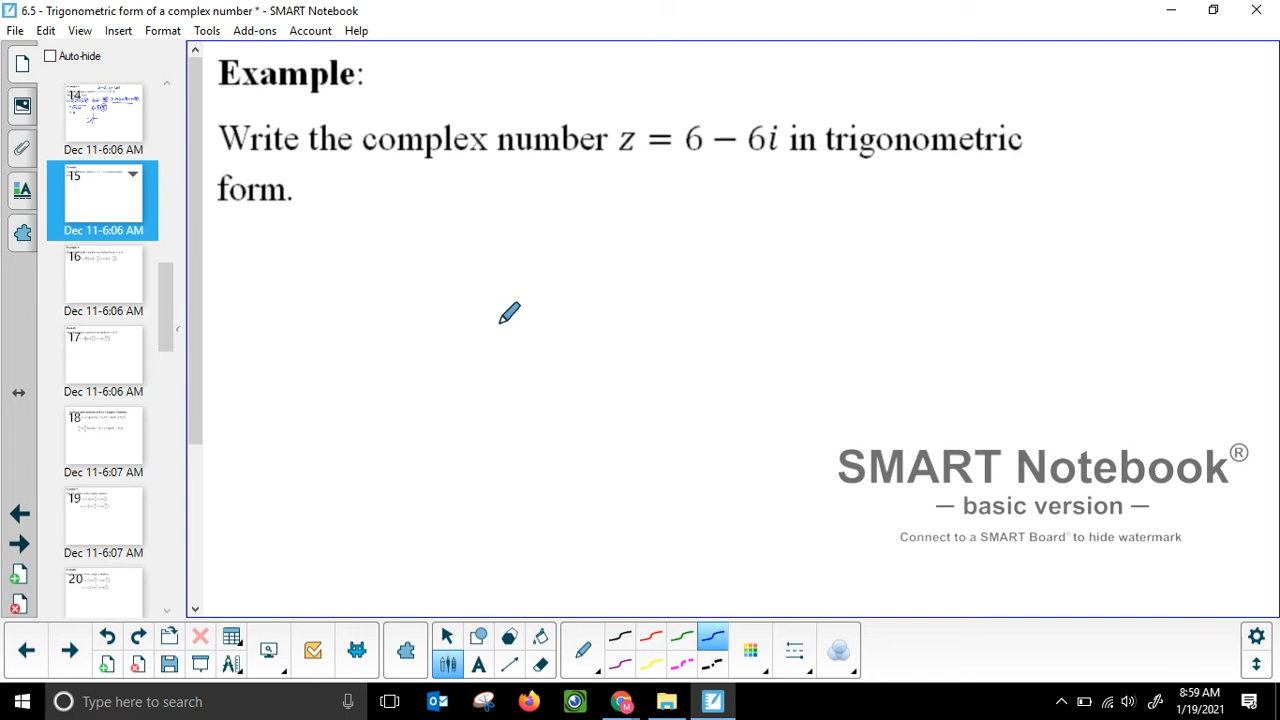 6.5 - Trigonometric form of a complex number * - SMART Notebook
File Edit View Insert Format Tools Add-ons Account Help
Auto-hide
14
Dec 11-6:06 AM
15
Dec 11-6:06 AM
16
Dec 11-6:06 AM
17
Dec 11-6:06 AM
18
Dec 11-6:07 AM
19
Dec 11-6:07 AM
20
Example:
Write the complex number z = 6 − 6i in trigonometric
form.
SMART Notebook®
— basic version —
Connect to a SMART Board® to hide watermark
Type here to search
8:59 AM
1/19/2021